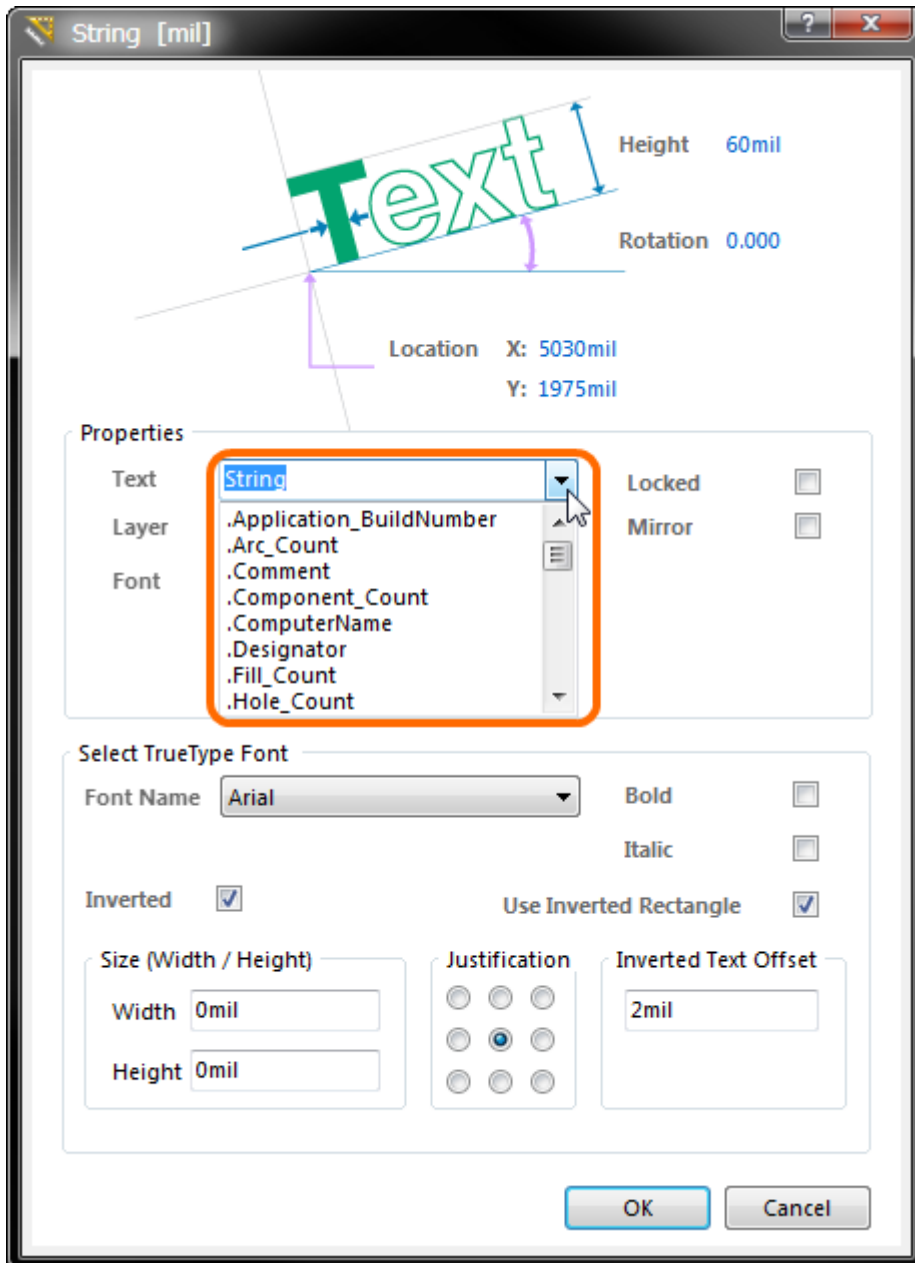 String [mil]
?
Text
Height 60mil
Rotation 0.000
Location X: 5030mil
Y: 1975mil
Properties
Text String
Locked
Layer
Mirror
Font
.Application_BuildNumber
.Arc_Count
.Comment
.Component_Count
.ComputerName
.Designator
.Fill_Count
.Hole_Count
Select TrueType Font
Font Name Arial
Bold
Italic
Inverted
Use Inverted Rectangle
Size (Width / Height)
Justification
Inverted Text Offset
Width 0mil
2mil
Height 0mil
OK Cancel